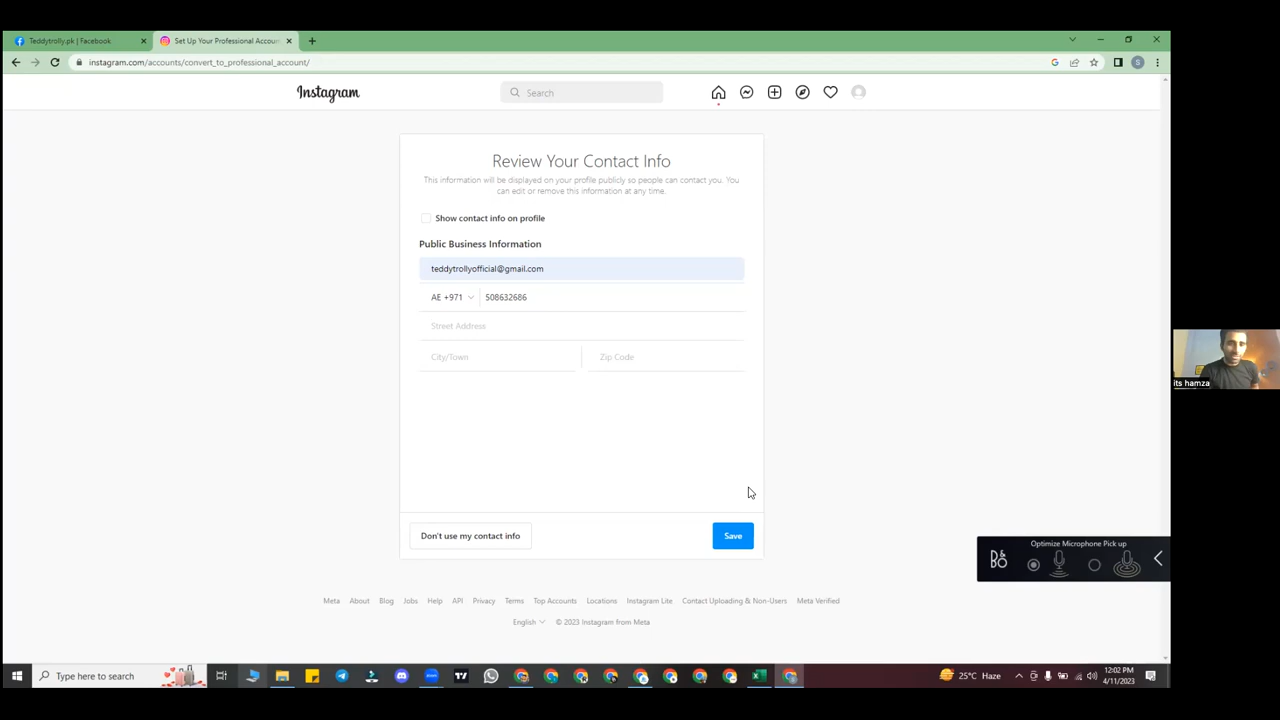 Teddytrolly.pk | Facebook
Set Up Your Professional Accoun
instagram.com/accounts/convert_to_professional_account/
Instagram
Search
Review Your Contact Info
This information will be displayed on your profile publicly so people can contact you. You
can edit or remove this information at any time.
Show contact info on profile
Public Business Information
teddytrollyofficial@gmail.com
AE +971 508632686
Street Address
City/Town Zip Code
its hamza
Don't use my contact info Save
Optimize Microphone Pick up
B&O
Meta About Blog Jobs Help API Privacy Terms Top Accounts Locations Instagram Lite Contact Uploading & Non-Users Meta Verified
English © 2023 Instagram from Meta
Type here to search
25°C Haze
12:02 PM
4/11/2023